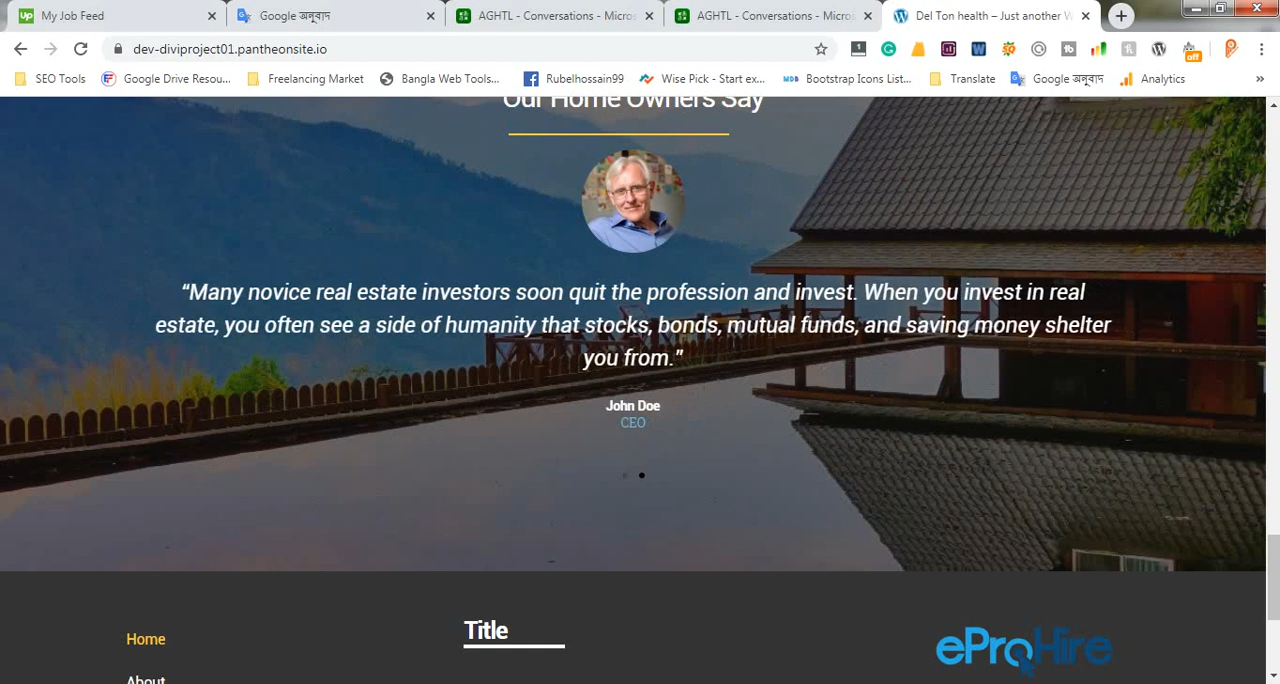 My Job Feed
Google অনুবাদ
AGHTL - Conversations - Micros
AGHTL - Conversations - Micros
Del Ton health – Just another W
dev-diviproject01.pantheonsite.io
SEO Tools
Google Drive Resou...
Freelancing Market
Bangla Web Tools...
Rubelhossain99
Wise Pick - Start ex...
Bootstrap Icons List...
Translate
Google অনুবাদ
Analytics
off
Our Home Owners Say
“Many novice real estate investors soon quit the profession and invest. When you invest in real
estate, you often see a side of humanity that stocks, bonds, mutual funds, and saving money shelter
you from.”
John Doe
CEO
Home
Title
eProHire
About